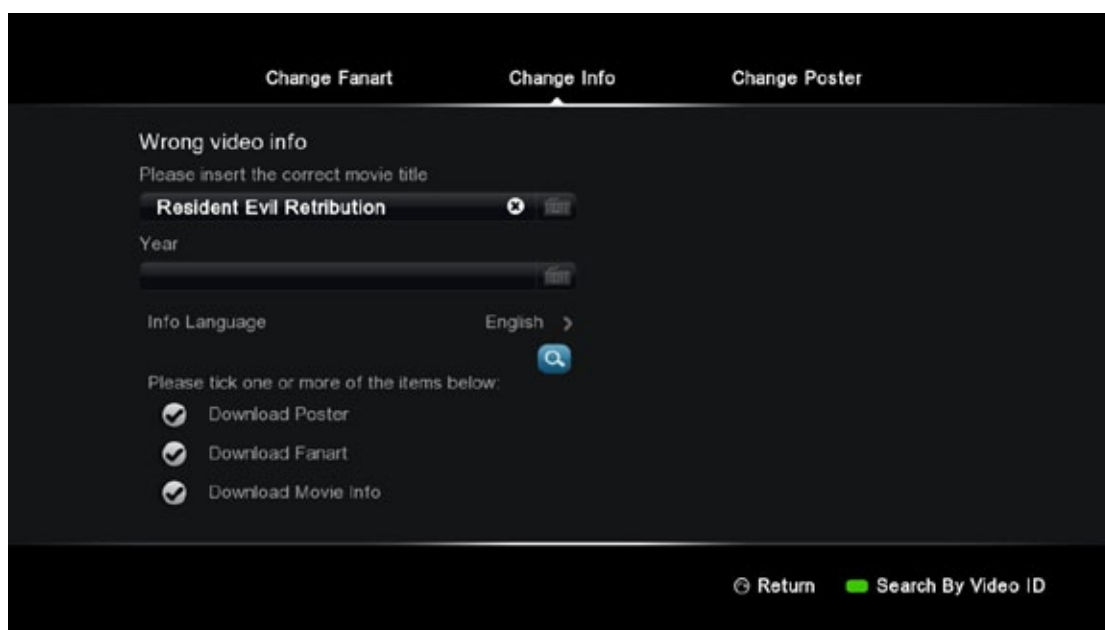 Change Fanart Change Info Change Poster
Wrong video info
Please insert the correct movie title
Resident Evil Retribution
Year
Info Language English
Please tick one or more of the items below:
Download Poster
Download Fanart
Download Movie Info
Return Search By Video ID